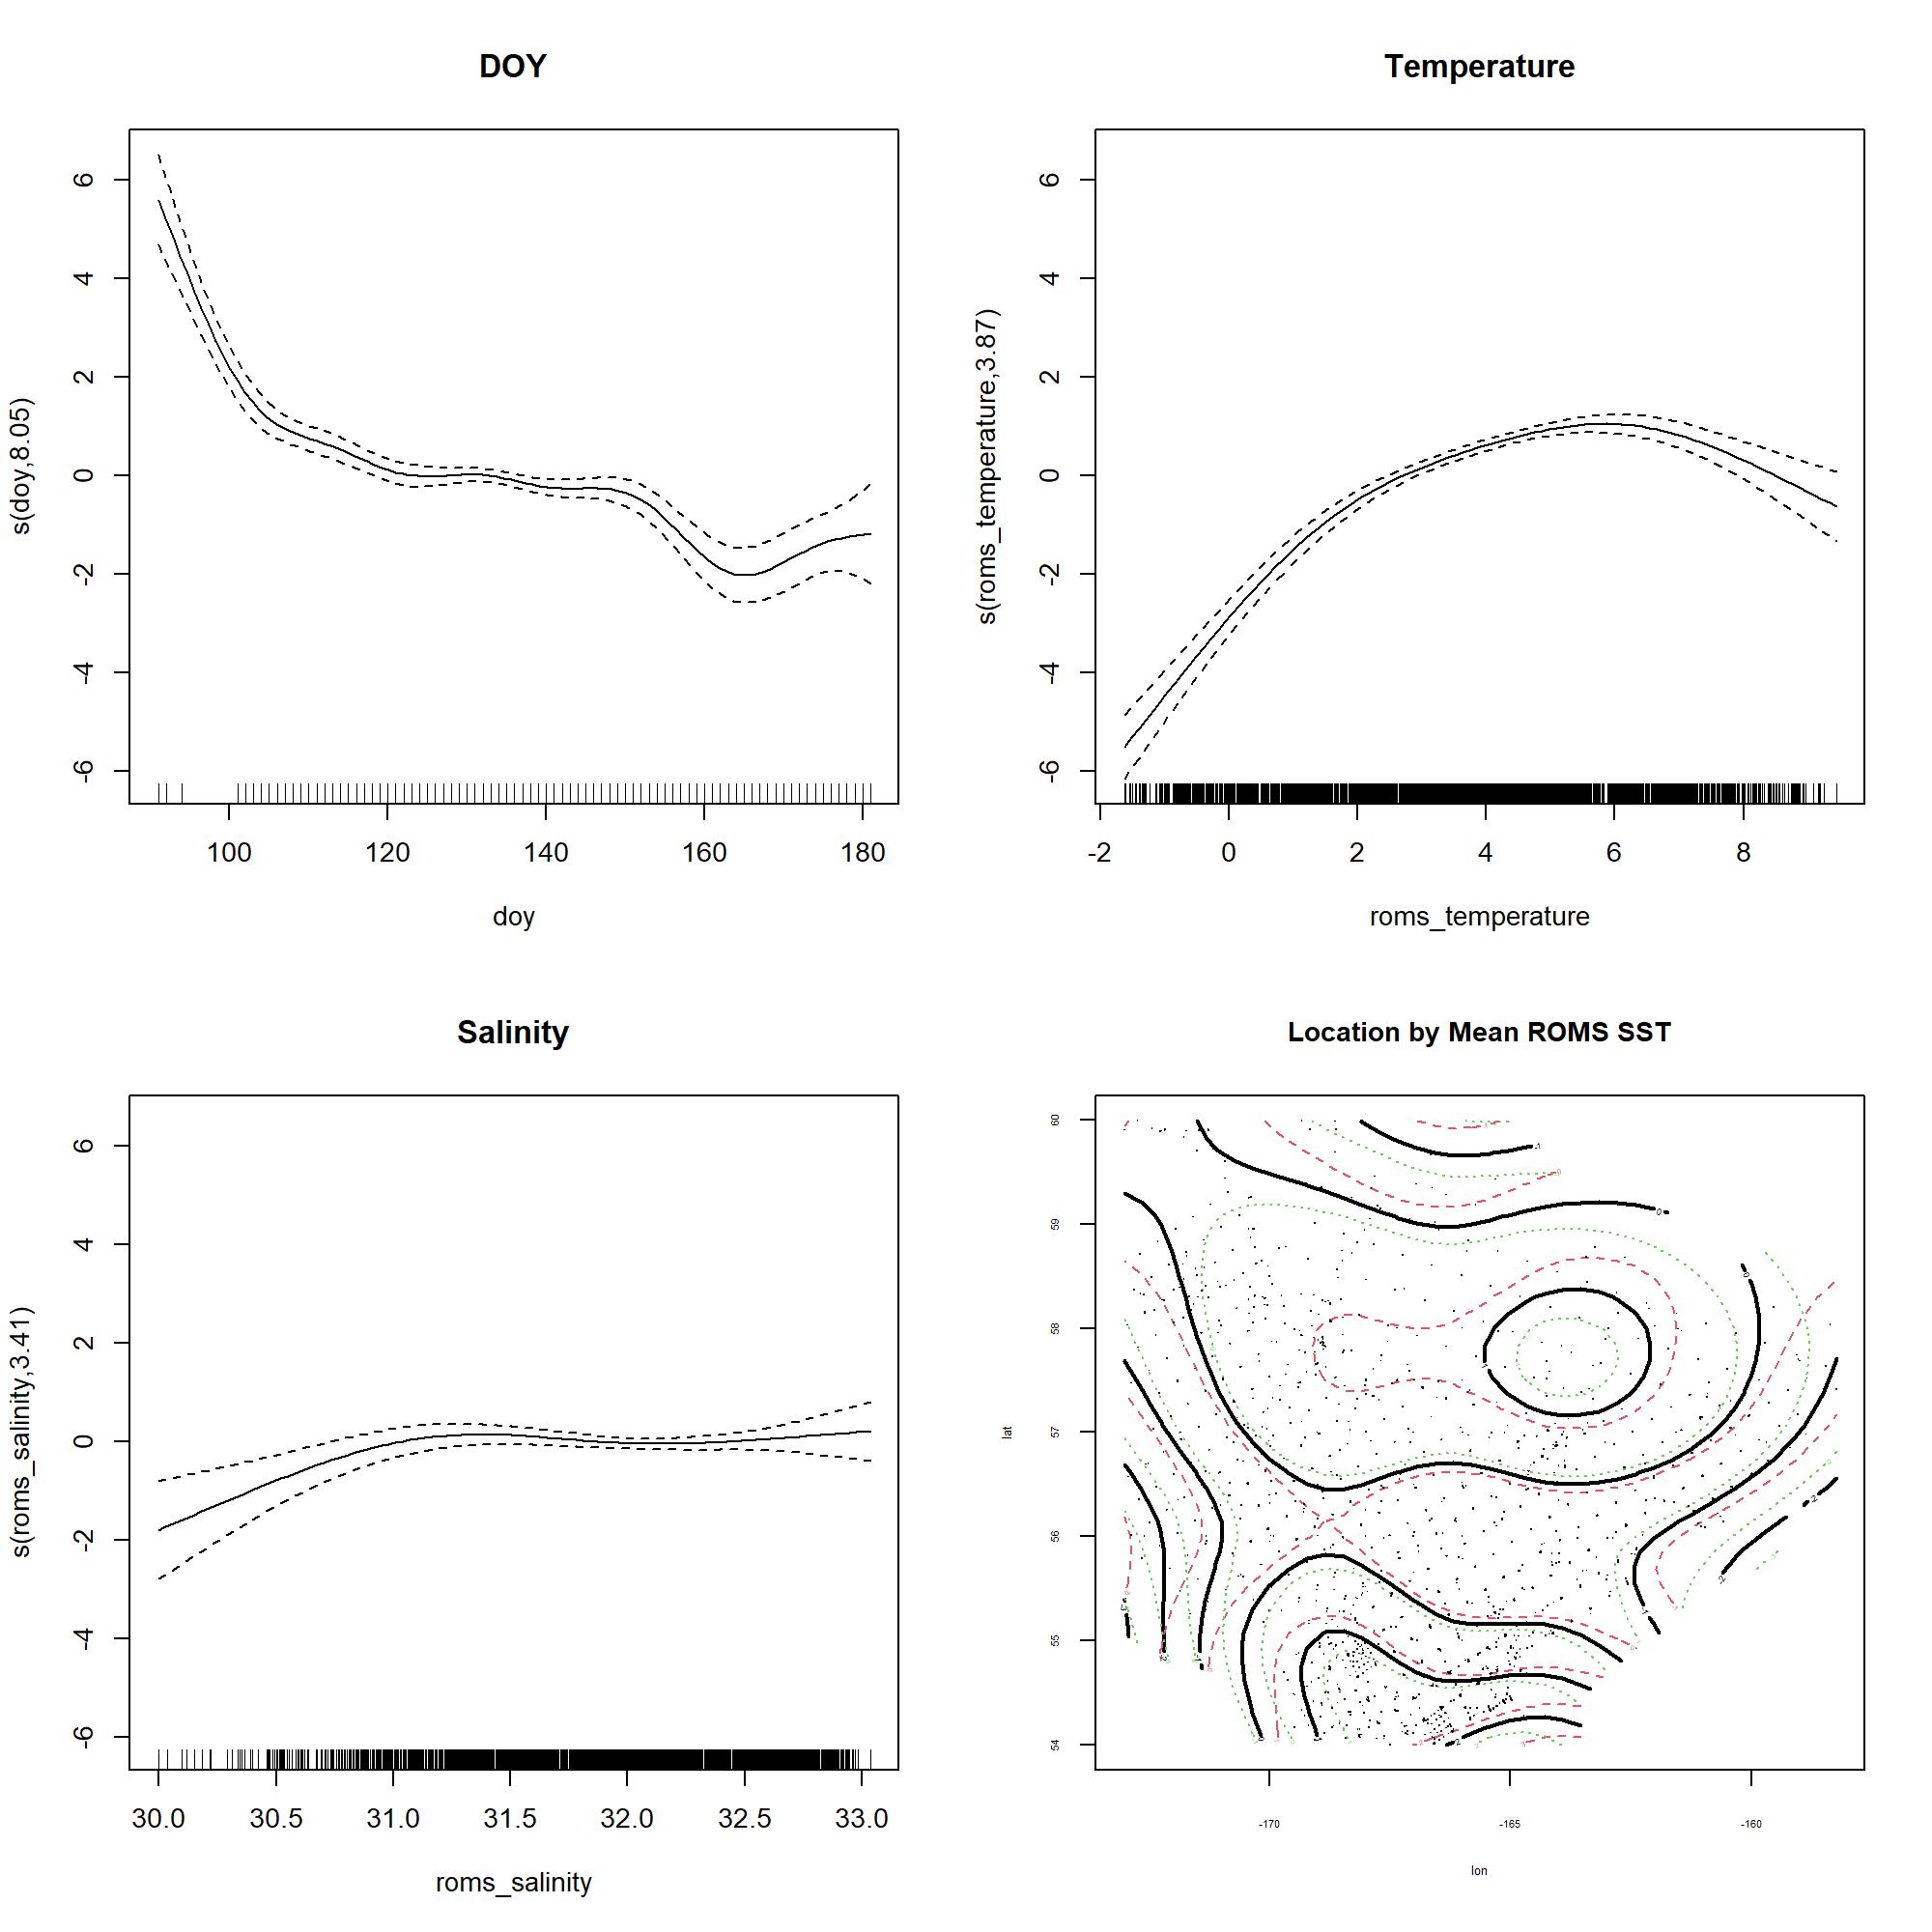 DOY
s(doy,8.05)
6
4
2
0
-2
-4
-6
100 120 140 160 180
doy
Temperature
s(roms_temperature,3.87)
6
4
2
0
-2
-4
-6
-2 0 2 4 6 8
roms_temperature
Salinity
s(roms_salinity,3.41)
6
4
2
0
-2
-4
-6
30.0 30.5 31.0 31.5 32.0 32.5 33.0
roms_salinity
Location by Mean ROMS SST
lat
60
59
58
57
56
55
54
-170 -165 -160
lon